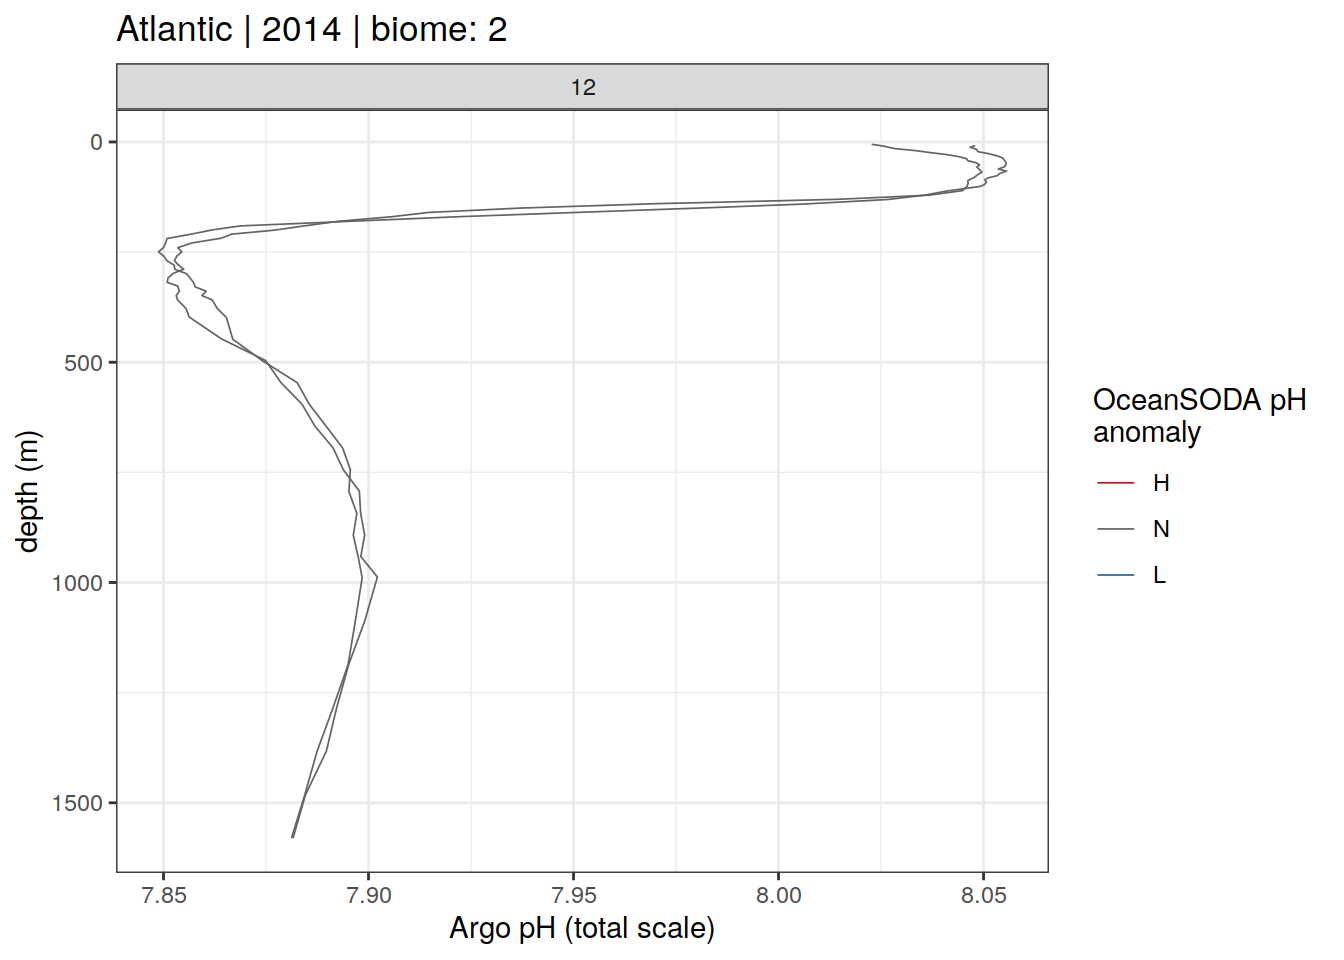 Atlantic | 2014 | biome: 2
12
0
500
1000
1500
depth (m)
7.85
7.90
7.95
8.00
8.05
Argo pH (total scale)
OceanSODA pH
anomaly
H
N
L